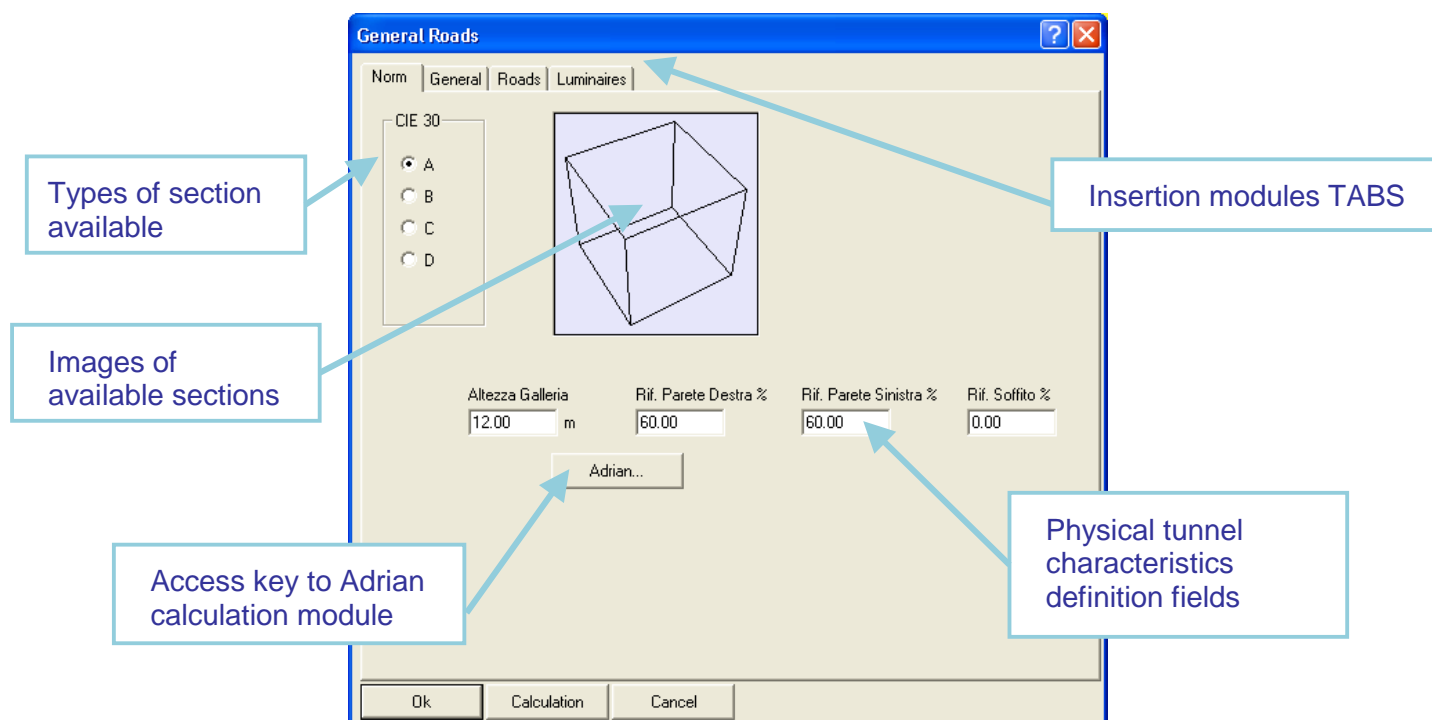 General Roads
Norm General Roads Luminaires
CIE 30
A
B
C
D
Types of section
available
Insertion modules TABS
Images of
available sections
Altezza Galleria Rif. Parete Destra % Rif. Parete Sinistra % Rif. Soffito %
12.00 m 60.00 60.00 0.00
Adrian...
Physical tunnel
characteristics
definition fields
Access key to Adrian
calculation module
Ok Calculation Cancel